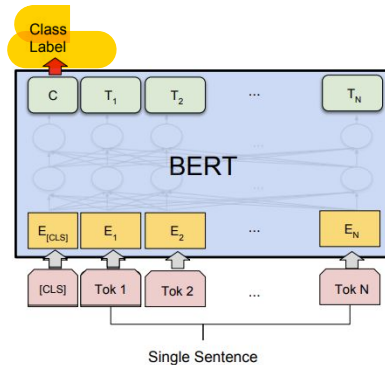 Class
Label
C T1 T2 ... TN
...
BERT
...
E[CLS] E1 E2 ... EN
[CLS] Tok 1 Tok 2 ... Tok N
Single Sentence